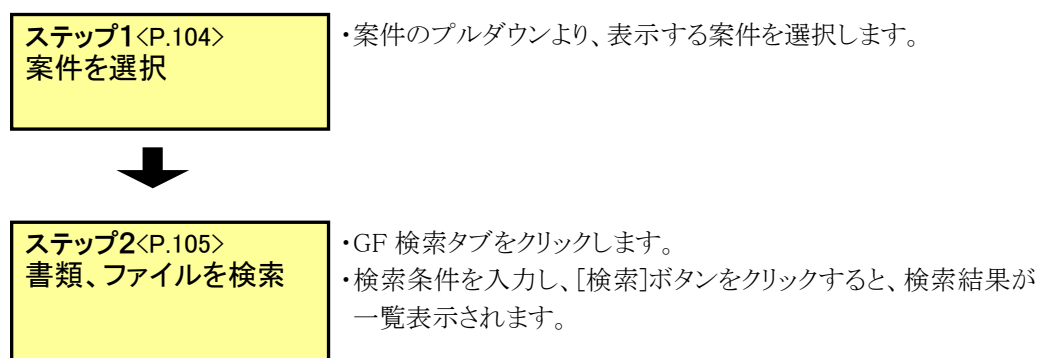 ステップ1<P.104>
案件を選択
・案件のプルダウンより、表示する案件を選択します。
ステップ2<P.105>
書類、ファイルを検索
・GF 検索タブをクリックします。
・検索条件を入力し、[検索]ボタンをクリックすると、検索結果が
一覧表示されます。